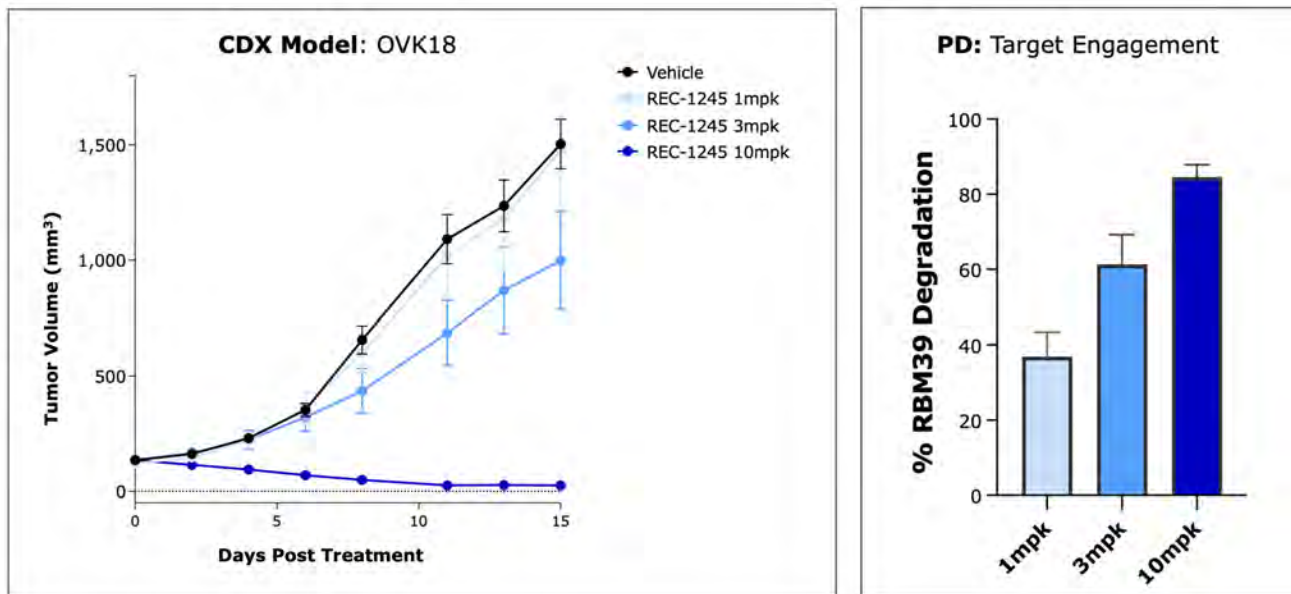 CDX Model: OVK18
Vehicle
REC-1245 1mpk
REC-1245 3mpk
REC-1245 10mpk
Tumor Volume (mm³)
1,500
1,000
500
0
0 5 10 15
Days Post Treatment
PD: Target Engagement
% RBM39 Degradation
100
80
60
40
20
0
1mpk 3mpk 10mpk